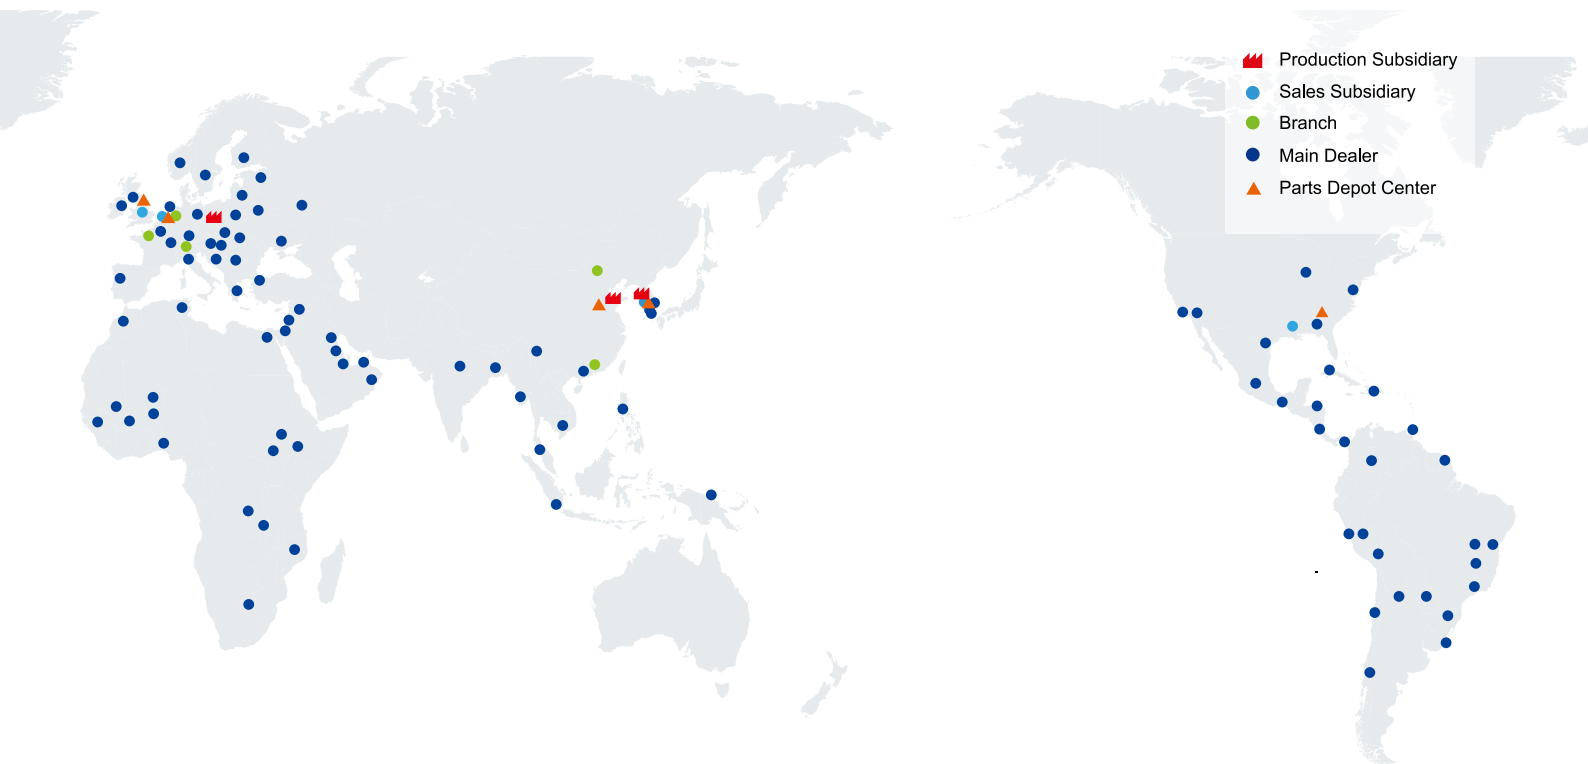 Production Subsidiary
Sales Subsidiary
Branch
Main Dealer
Parts Depot Center